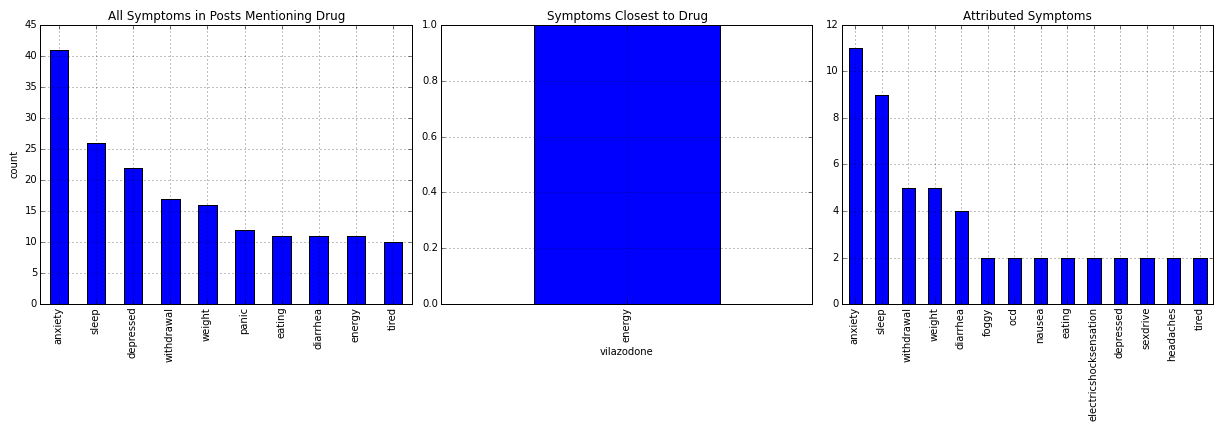 All Symptoms in Posts Mentioning Drug
45
40
35
30
25
20
15
10
5
0
count
anxiety
sleep
depressed
withdrawal
weight
panic
eating
diarrhea
energy
tired
Symptoms Closest to Drug
1.0
0.8
0.6
0.4
0.2
0.0
energy
vilazodone
Attributed Symptoms
12
10
8
6
4
2
0
anxiety
sleep
withdrawal
weight
diarrhea
foggy
ocd
nausea
eating
electricshocksensation
depressed
sexdrive
headaches
tired